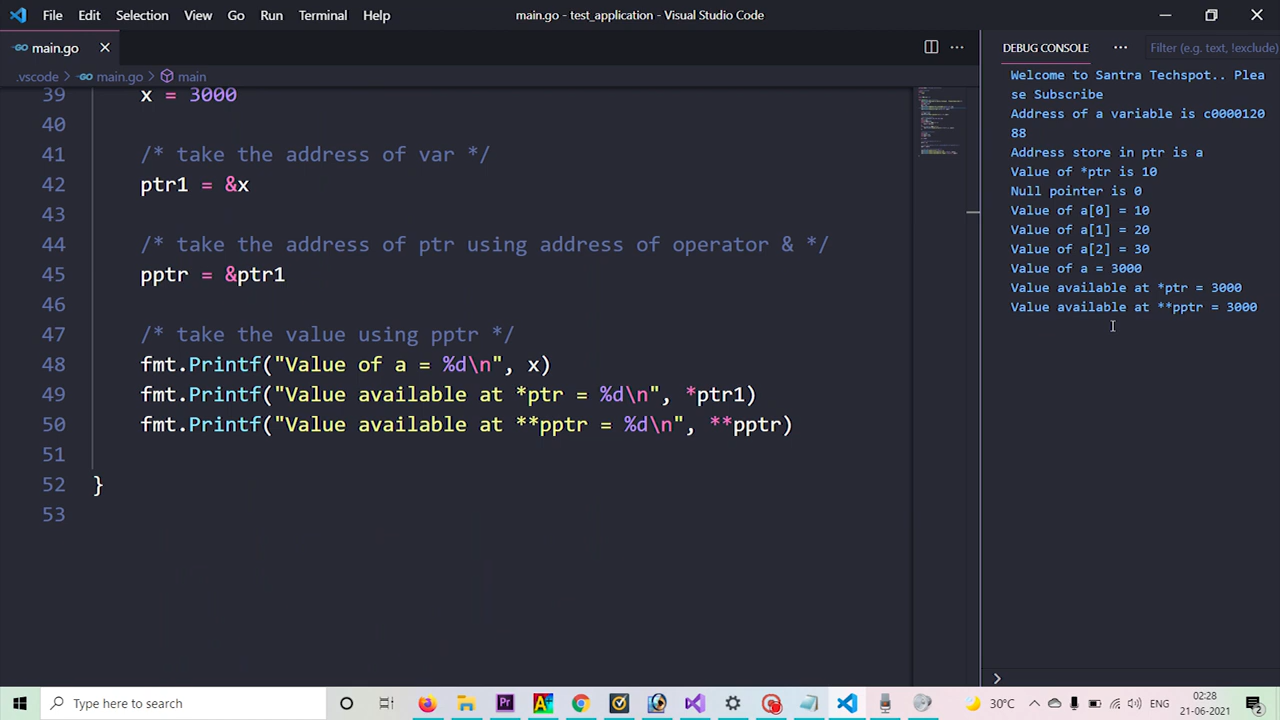 File Edit Selection View Go Run Terminal Help main.go - test_application - Visual Studio Code
main.go
.vscode main.go main
39 x = 3000
40
41 /* take the address of var */
42 ptr1 = &x
43
44 /* take the address of ptr using address of operator & */
45 pptr = &ptr1
46
47 /* take the value using pptr */
48 fmt.Printf("Value of a = %d\n", x)
49 fmt.Printf("Value available at *ptr = %d\n", *ptr1)
50 fmt.Printf("Value available at **pptr = %d\n", **pptr)
51
52 }
53
DEBUG CONSOLE Filter (e.g. text, !exclude)
Welcome to Santra Techspot.. Plea
se Subscribe
Address of a variable is c0000120
88
Address store in ptr is a
Value of *ptr is 10
Null pointer is 0
Value of a[0] = 10
Value of a[1] = 20
Value of a[2] = 30
Value of a = 3000
Value available at *ptr = 3000
Value available at **pptr = 3000
Type here to search
Pr
30°C
ENG
02:28
21-06-2021
2